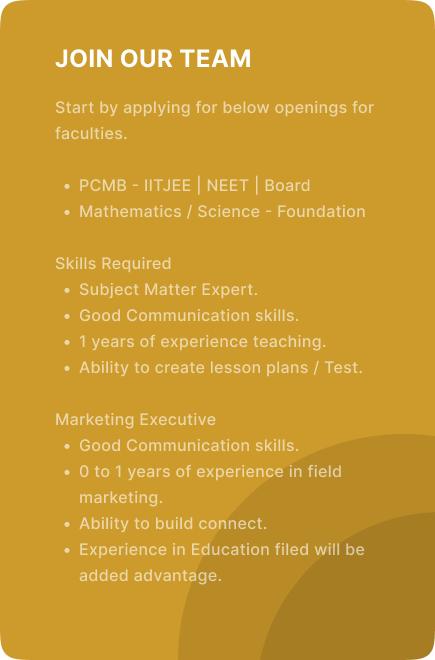 JOIN OUR TEAM
Start by applying for below openings for
faculties.
• PCMB - IITJEE | NEET | Board
• Mathematics / Science - Foundation
Skills Required
• Subject Matter Expert.
• Good Communication skills.
• 1 years of experience teaching.
• Ability to create lesson plans / Test.
Marketing Executive
• Good Communication skills.
• 0 to 1 years of experience in field
marketing.
• Ability to build connect.
• Experience in Education filed will be
added advantage.